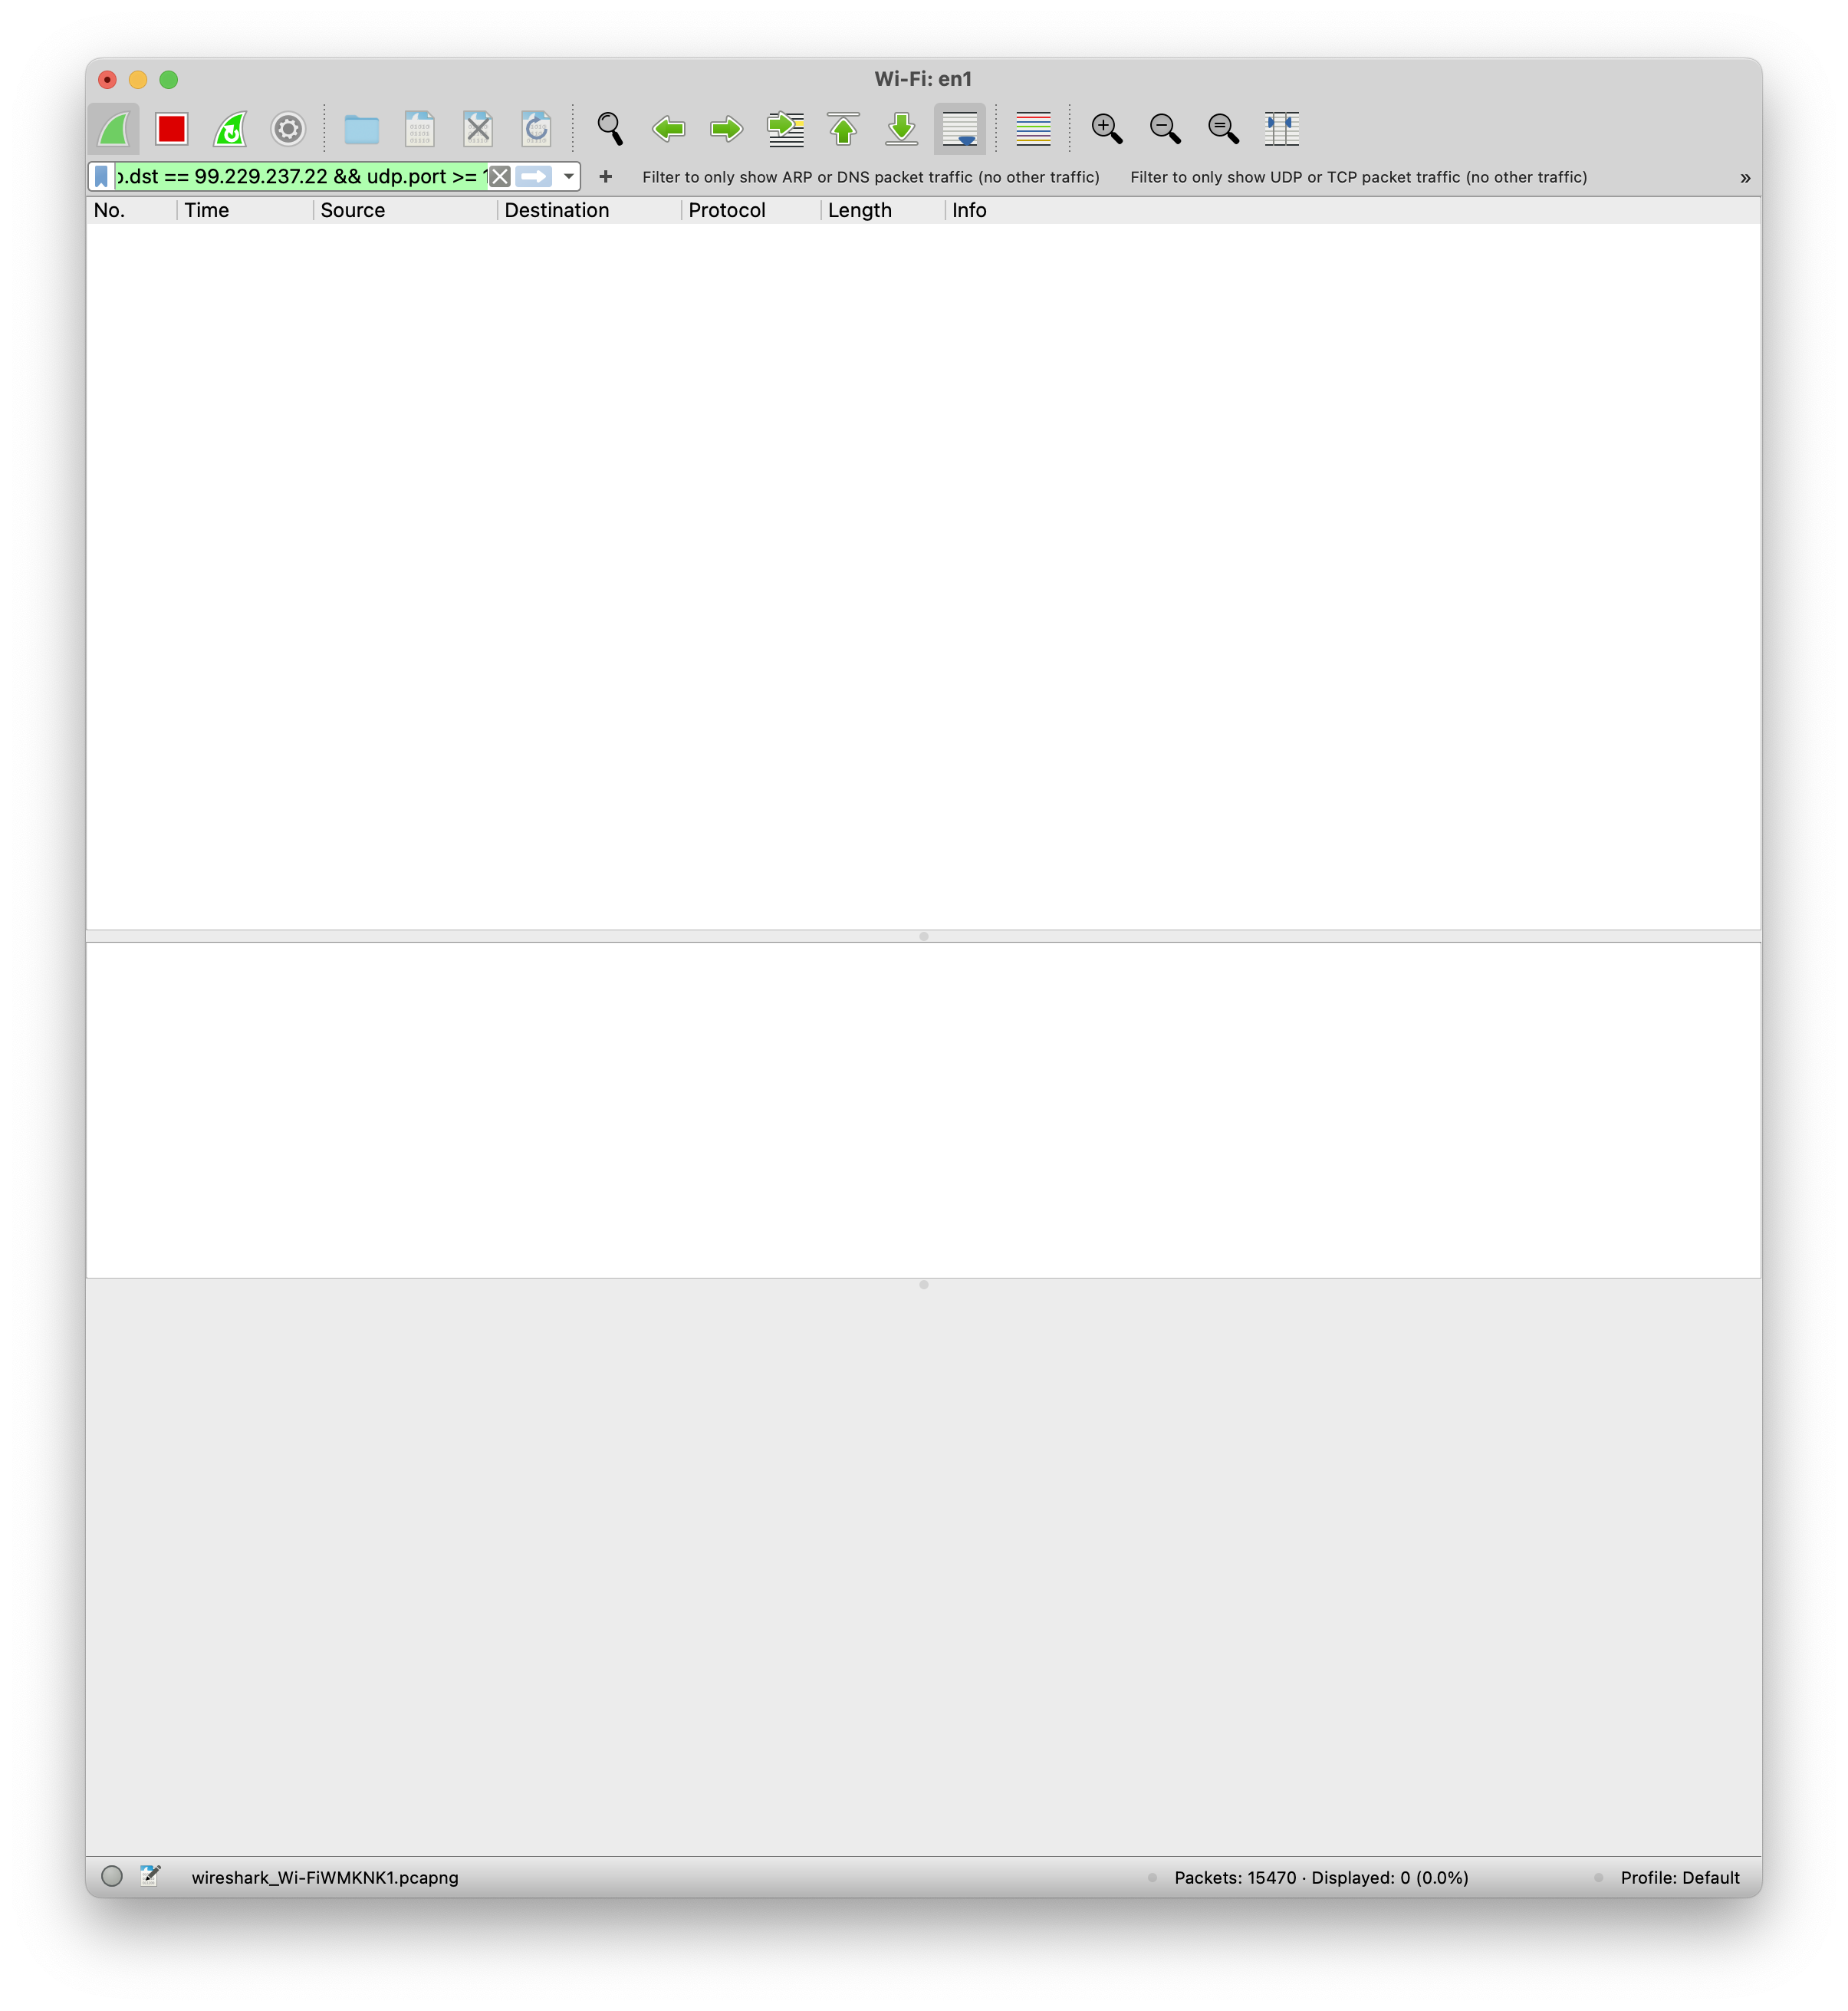 Wi-Fi: en1
.dst == 99.229.237.22 && udp.port >= + Filter to only show ARP or DNS packet traffic (no other traffic) Filter to only show UDP or TCP packet traffic (no other traffic) »
No. Time Source Destination Protocol Length Info
wireshark_Wi-FiWMKNK1.pcapng Packets: 15470 · Displayed: 0 (0.0%) Profile: Default